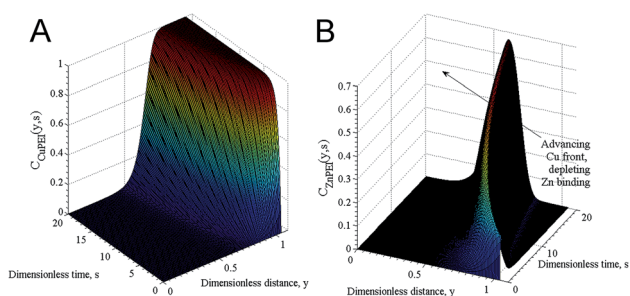 A
1
0.8
0.6
0.4
0.2
0
C_CuPEI(y,s)
20
15
10
5
0
Dimensionless time, s
0
0.5
1
Dimensionless distance, y
B
0.7
0.6
0.5
0.4
0.3
0.2
0.1
0
C_ZnPEI(y,s)
Advancing
Cu front,
depleting
Zn binding
0
0.5
1
Dimensionless distance, y
0
10
20
Dimensionless time, s